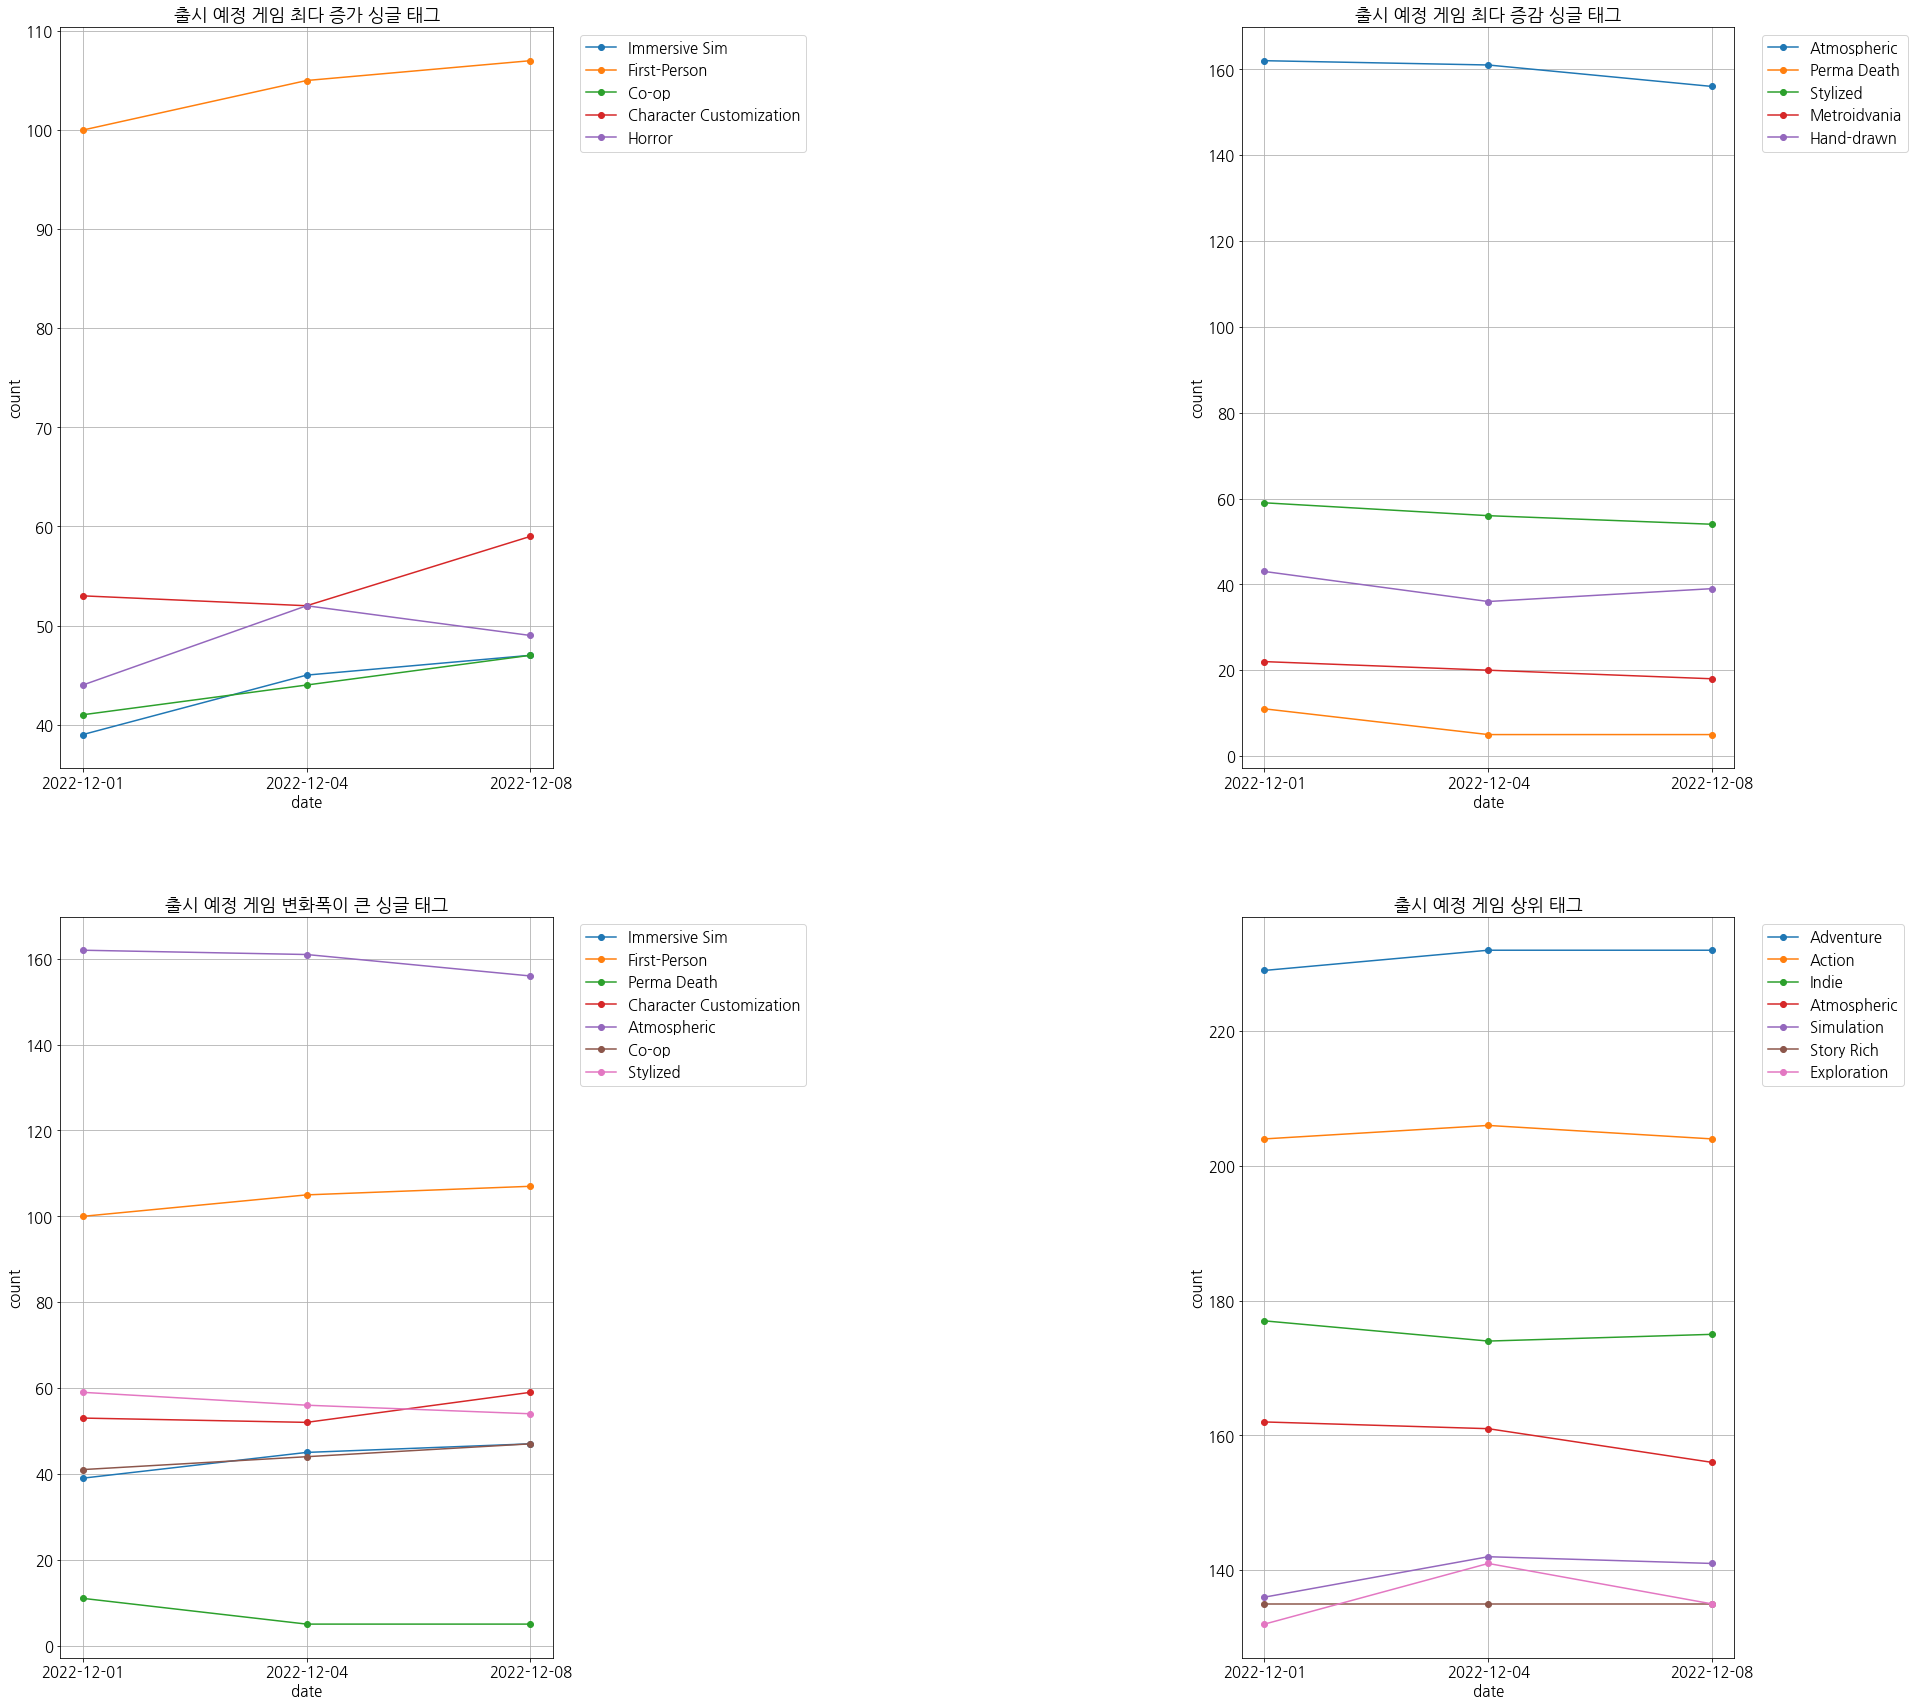 출시 예정 게임 최다 증가 싱글 태그
110
100
90
80
70
60
50
40
count
2022-12-01
2022-12-04
2022-12-08
date
Immersive Sim
First-Person
Co-op
Character Customization
Horror
출시 예정 게임 최다 증감 싱글 태그
160
140
120
100
80
60
40
20
0
count
2022-12-01
2022-12-04
2022-12-08
date
Atmospheric
Perma Death
Stylized
Metroidvania
Hand-drawn
출시 예정 게임 변화폭이 큰 싱글 태그
160
140
120
100
80
60
40
20
0
count
2022-12-01
2022-12-04
2022-12-08
date
Immersive Sim
First-Person
Perma Death
Character Customization
Atmospheric
Co-op
Stylized
출시 예정 게임 상위 태그
220
200
180
160
140
count
2022-12-01
2022-12-04
2022-12-08
date
Adventure
Action
Indie
Atmospheric
Simulation
Story Rich
Exploration